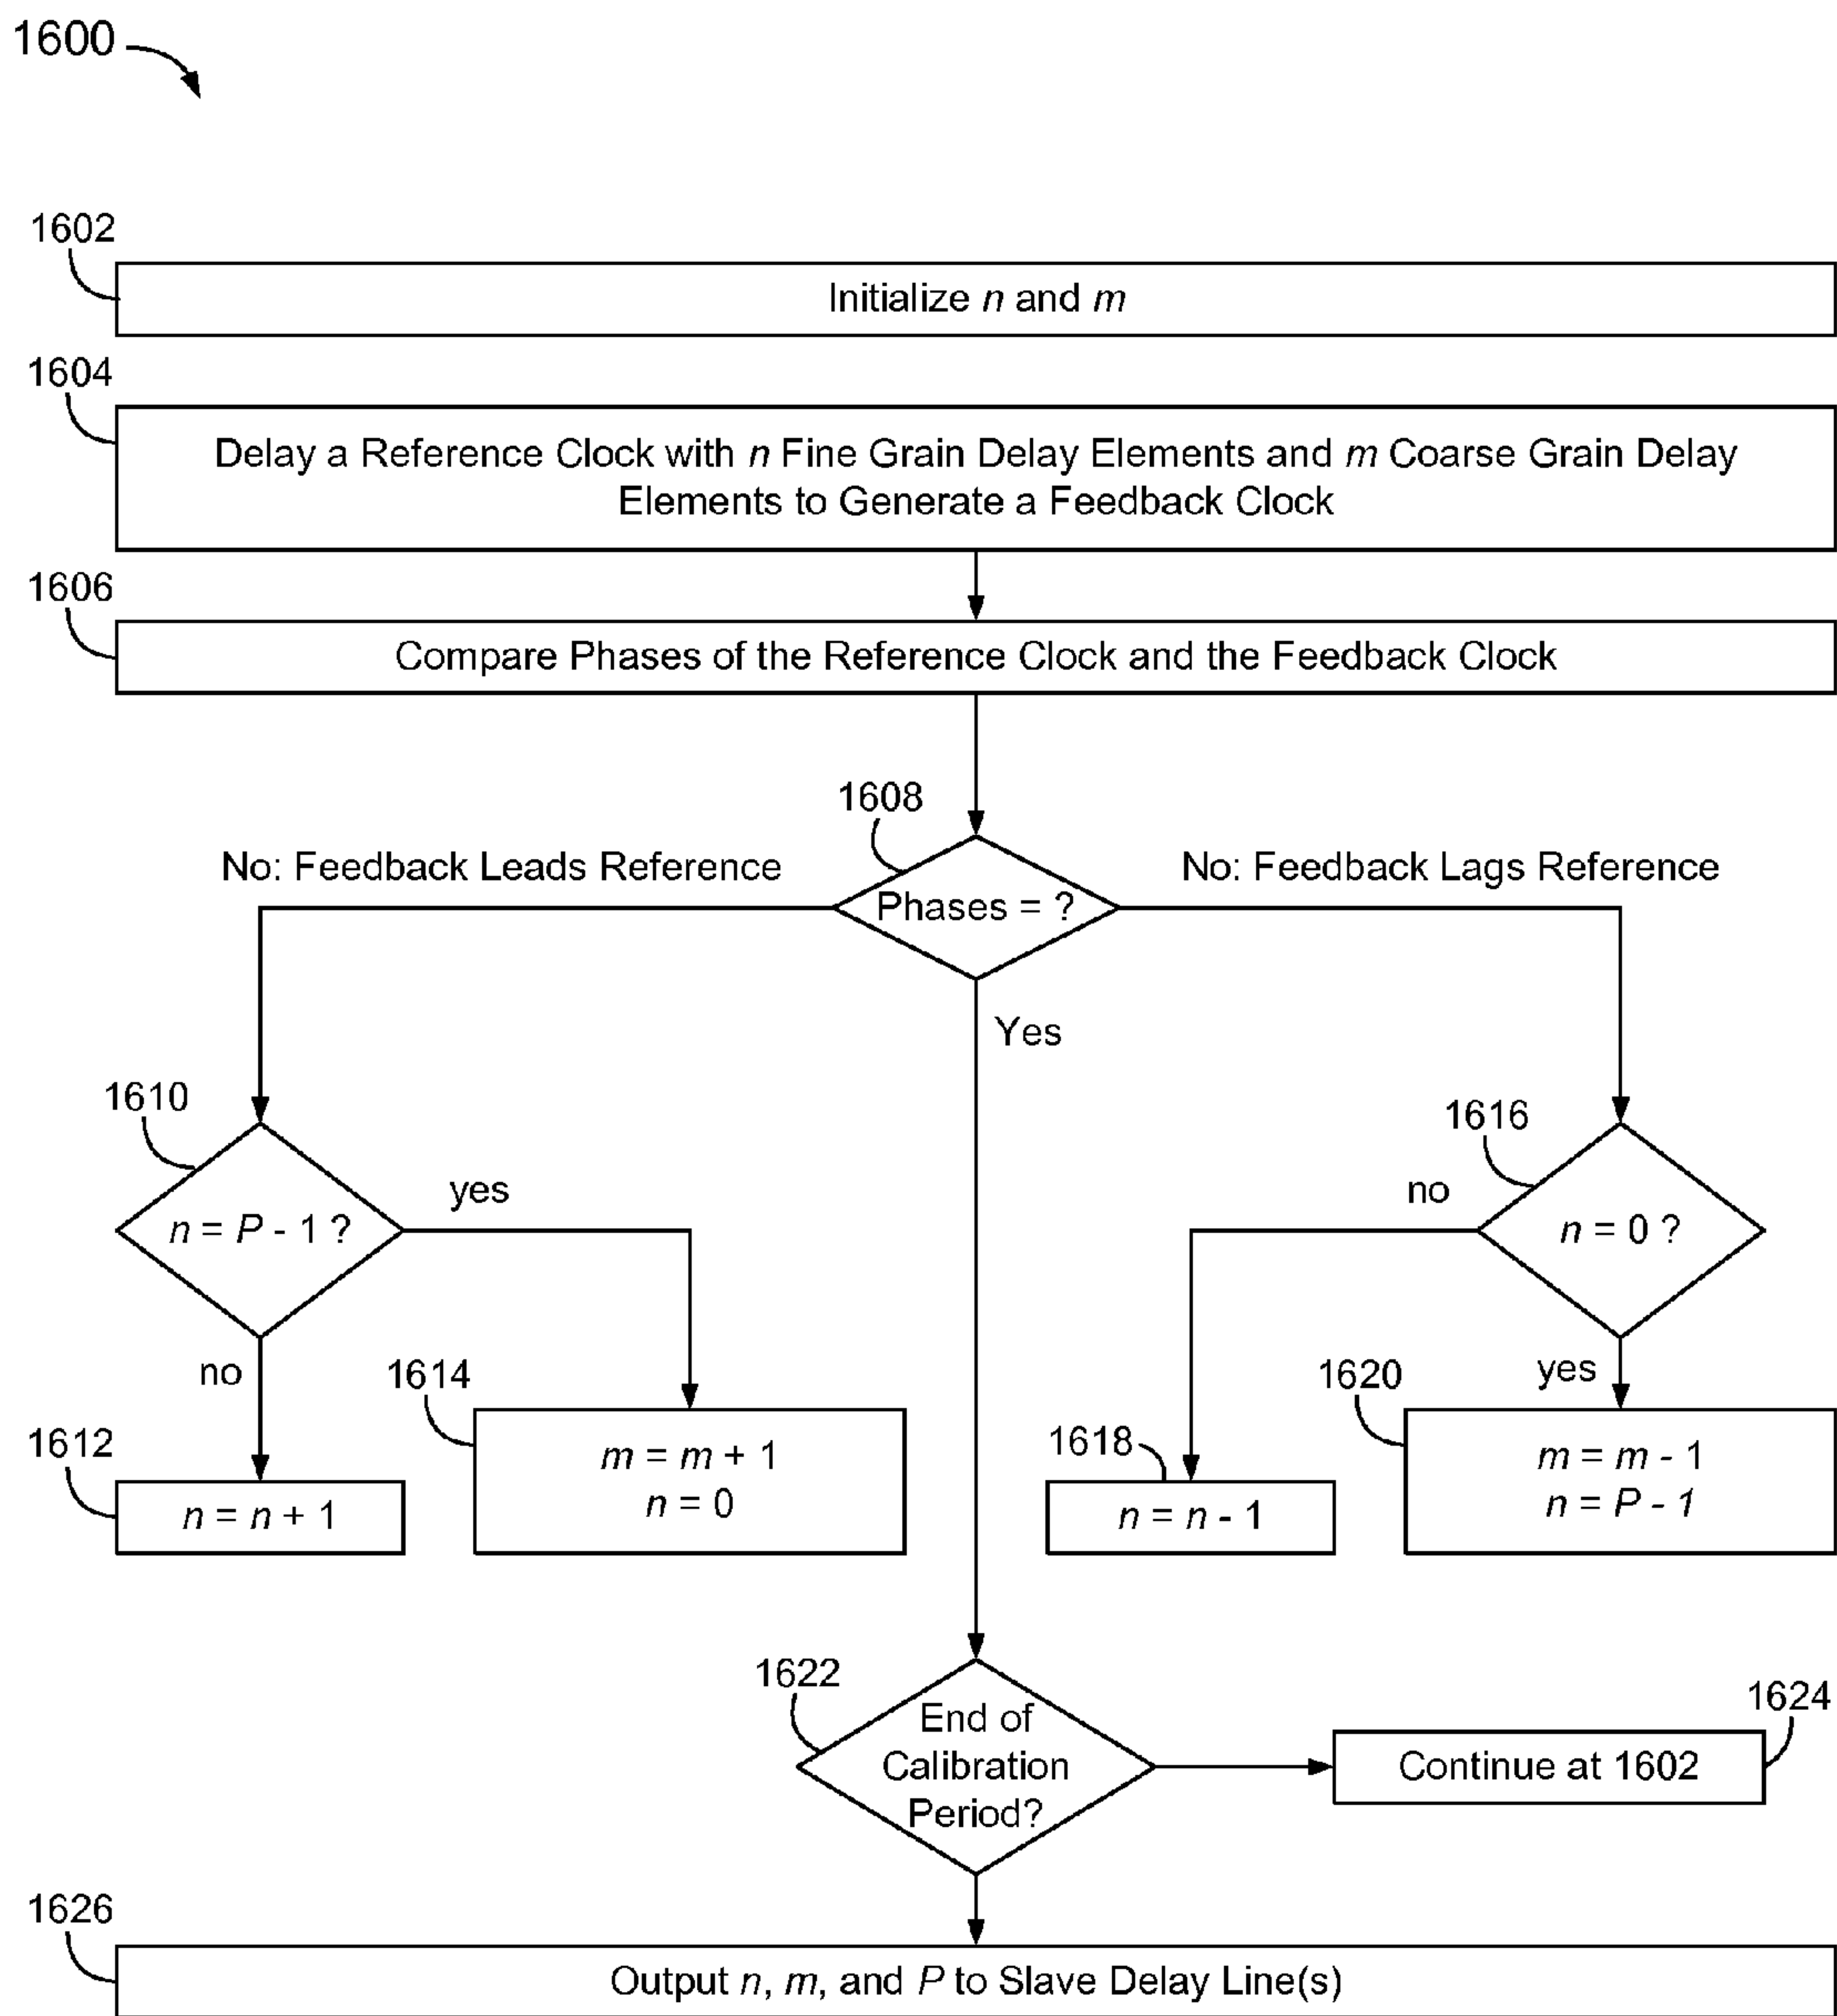 1600
1602
Initialize n and m
1604
Delay a Reference Clock with n Fine Grain Delay Elements and m Coarse Grain Delay
Elements to Generate a Feedback Clock
1606
Compare Phases of the Reference Clock and the Feedback Clock
1608
No: Feedback Leads Reference
No: Feedback Lags Reference
Phases = ?
Yes
1610
1616
yes
no
n = P - 1 ?
n = 0 ?
no
1614
1620
yes
1612
n = n + 1
m = m + 1
n = 0
1618
n = n - 1
m = m - 1
n = P - 1
1622
End of
Calibration
Period?
1624
Continue at 1602
1626
Output n, m, and P to Slave Delay Line(s)